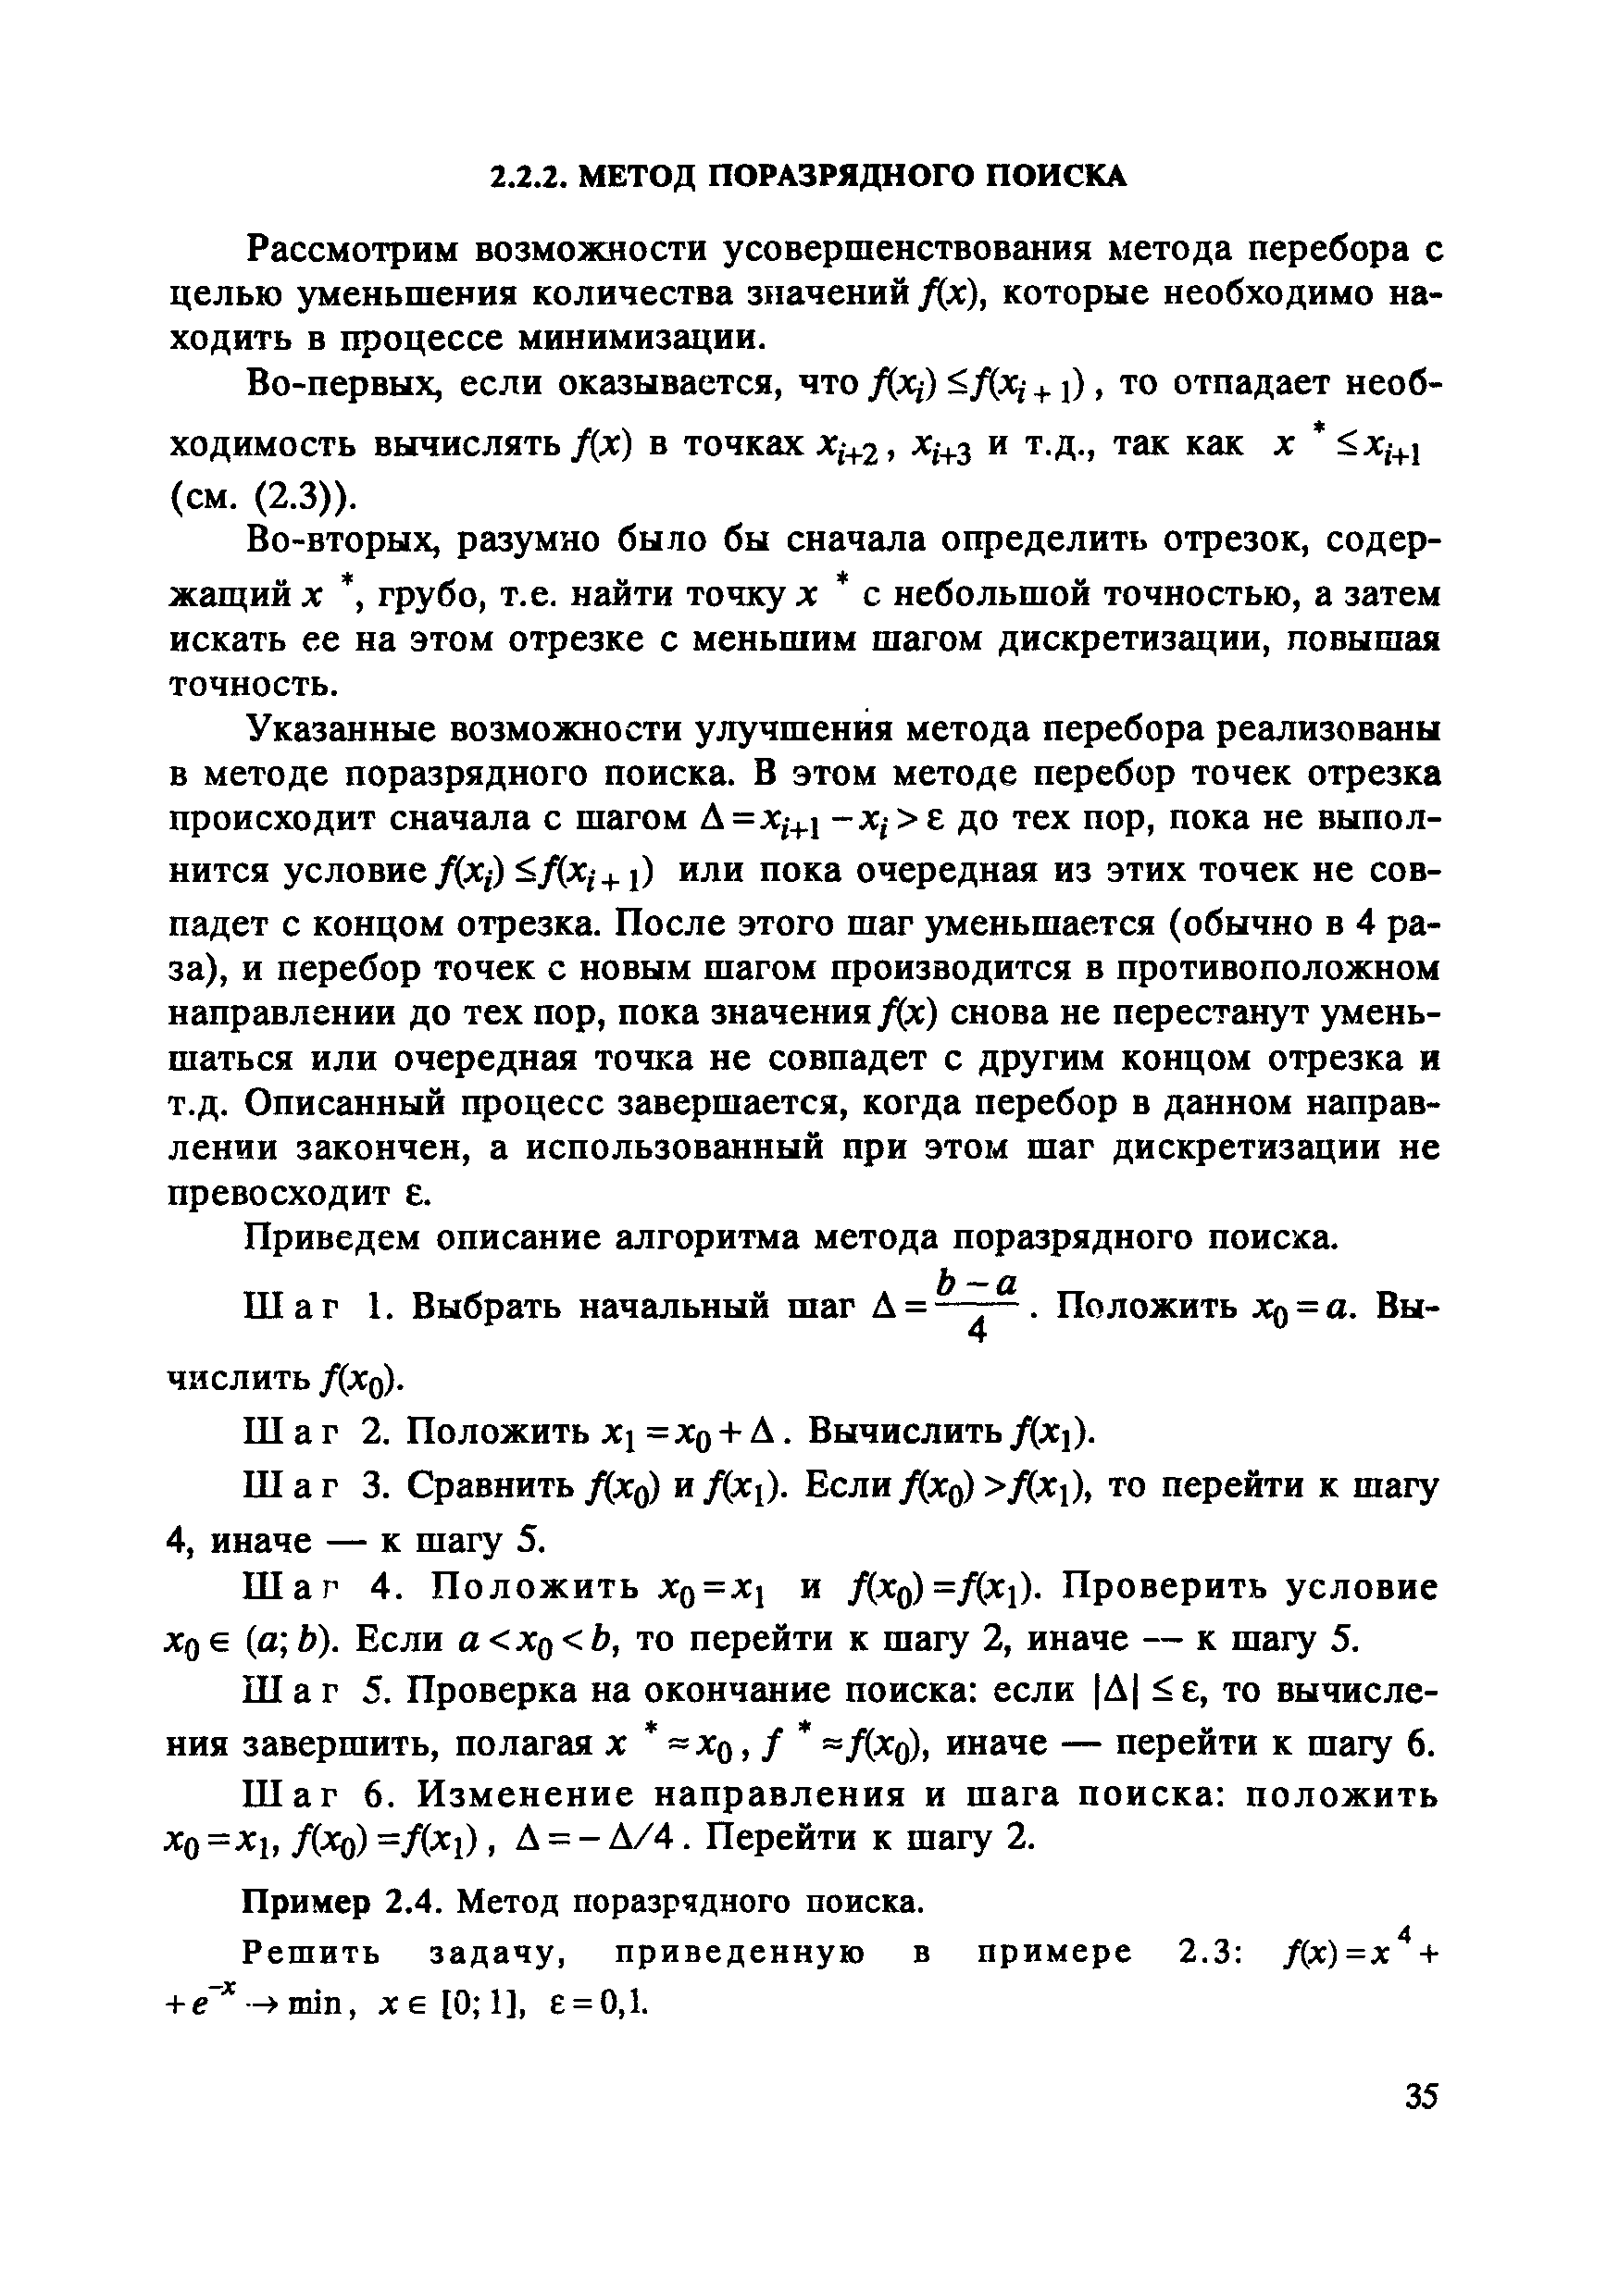 2.2.2. МЕТОД ПОРАЗРЯДНОГО ПОИСКА
Рассмотрим возможности усовершенствования метода перебора с
целью уменьшения количества значений f(x), которые необходимо на-
ходить в процессе минимизации.
Во-первых, если оказывается, что f(xᵢ) ≤ f(xᵢ₊₁), то отпадает необ-
ходимость вычислять f(x) в точках xᵢ₊₂, xᵢ₊₃ и т.д., так как x* ≤ xᵢ₊₁
(см. (2.3)).
Во-вторых, разумно было бы сначала определить отрезок, содер-
жащий x*, грубо, т.е. найти точку x* с небольшой точностью, а затем
искать ее на этом отрезке с меньшим шагом дискретизации, повышая
точность.
Указанные возможности улучшения метода перебора реализованы
в методе поразрядного поиска. В этом методе перебор точек отрезка
происходит сначала с шагом Δ = xᵢ₊₁ − xᵢ > ε до тех пор, пока не выпол-
нится условие f(xᵢ) ≤ f(xᵢ₊₁) или пока очередная из этих точек не сов-
падет с концом отрезка. После этого шаг уменьшается (обычно в 4 ра-
за), и перебор точек с новым шагом производится в противоположном
направлении до тех пор, пока значения f(x) снова не перестанут умень-
шаться или очередная точка не совпадет с другим концом отрезка и
т.д. Описанный процесс завершается, когда перебор в данном направ-
лении закончен, а использованный при этом шаг дискретизации не
превосходит ε.
Приведем описание алгоритма метода поразрядного поиска.
Шаг 1. Выбрать начальный шаг Δ = (b − a)/4. Положить x₀ = a. Вы-
числить f(x₀).
Шаг 2. Положить x₁ = x₀ + Δ. Вычислить f(x₁).
Шаг 3. Сравнить f(x₀) и f(x₁). Если f(x₀) > f(x₁), то перейти к шагу
4, иначе — к шагу 5.
Шаг 4. Положить x₀ = x₁ и f(x₀) = f(x₁). Проверить условие
x₀ ∈ (a; b). Если a < x₀ < b, то перейти к шагу 2, иначе — к шагу 5.
Шаг 5. Проверка на окончание поиска: если |Δ| ≤ ε, то вычисле-
ния завершить, полагая x* ≈ x₀, f* ≈ f(x₀), иначе — перейти к шагу 6.
Шаг 6. Изменение направления и шага поиска: положить
x₀ = x₁, f(x₀) = f(x₁), Δ = − Δ/4. Перейти к шагу 2.
Пример 2.4. Метод поразрядного поиска.
Решить задачу, приведенную в примере 2.3: f(x) = x⁴ +
+ e⁻ˣ → min, x ∈ [0; 1], ε = 0,1.
35